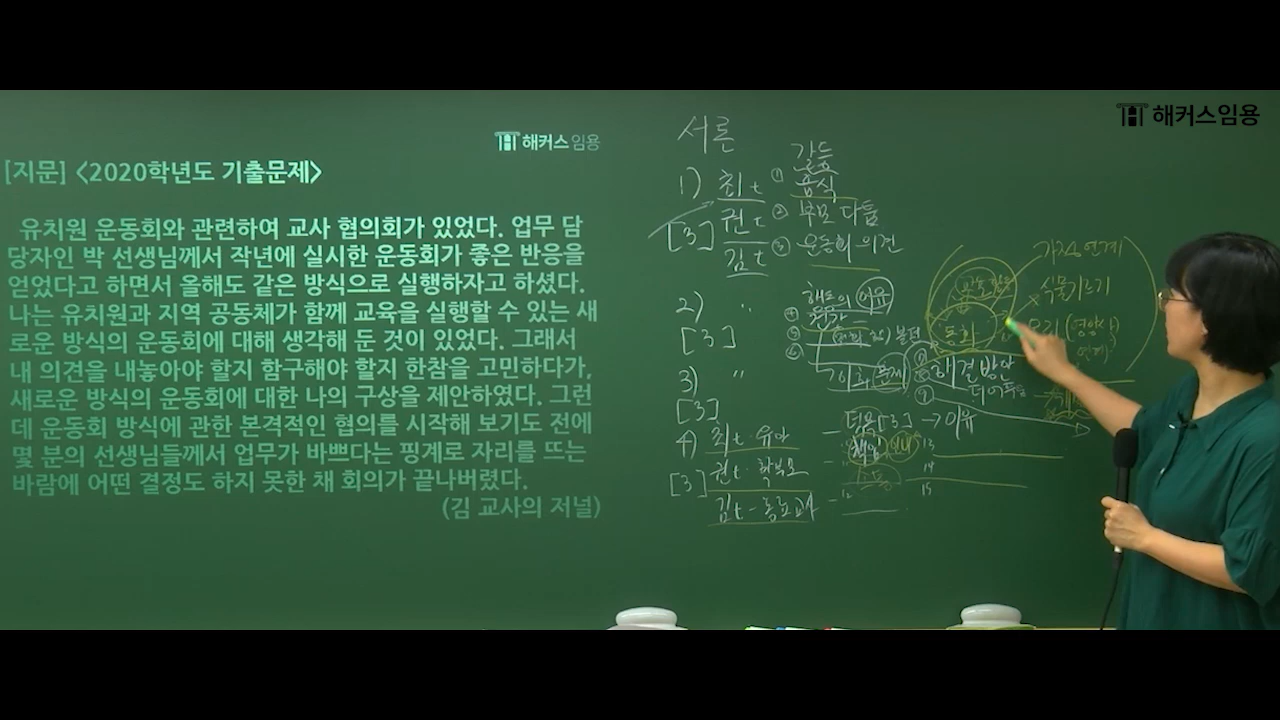 해커스임용
해커스임용
[지문] <2020학년도 기출문제>
유치원 운동회와 관련하여 교사 협의회가 있었다. 업무 담
당자인 박 선생님께서 작년에 실시한 운동회가 좋은 반응을
얻었다고 하면서 올해도 같은 방식으로 실행하자고 하셨다.
나는 유치원과 지역 공동체가 함께 교육을 실행할 수 있는 새
로운 방식의 운동회에 대해 생각해 둔 것이 있었다. 그래서
내 의견을 내놓아야 할지 함구해야 할지 한참을 고민하다가,
새로운 방식의 운동회에 대한 나의 구상을 제안하였다. 그런
데 운동회 방식에 관한 본격적인 협의를 시작해 보기도 전에
몇 분의 선생님들께서 업무가 바쁘다는 핑계로 자리를 뜨는
바람에 어떤 결정도 하지 못한 채 회의가 끝나버렸다.
(김 교사의 저널)
서론
갈등
1) 최t ① 음식
권t ② 부모 다툼
[3] 김t ③ 운동회 의견
2) 〃
[3]
3) 〃
[3]
4) 최t·유아
[3] 권t·학부모
김t-동료교사
가정연계
식물기르기
동화
해결방안
덕목[3] → 이유
책임
13
14
15